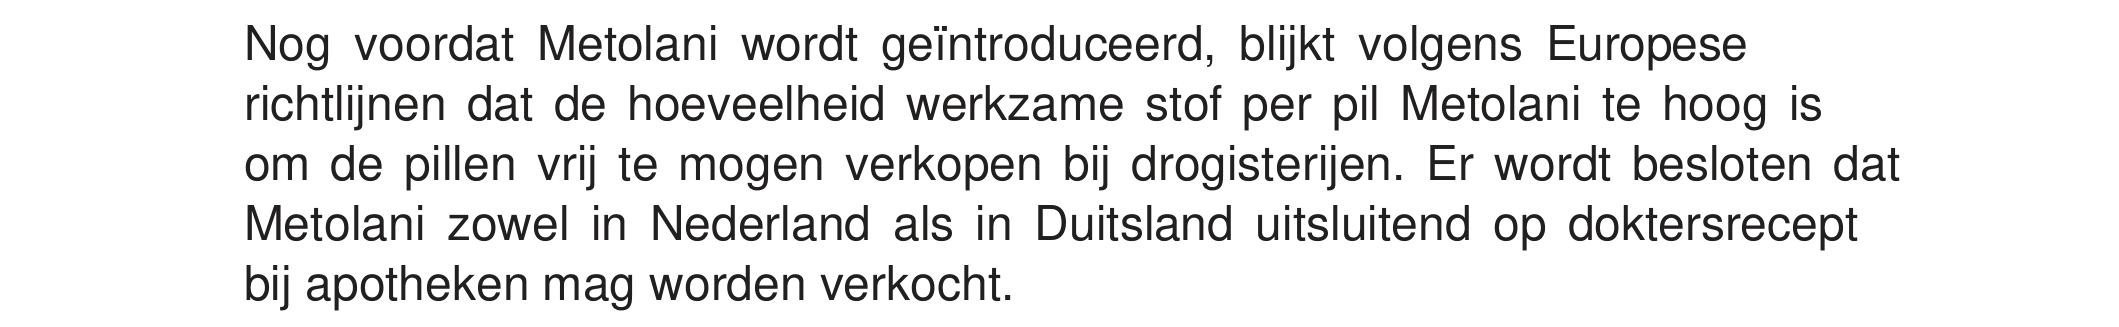 Nog voordat Metolani wordt geïntroduceerd, blijkt volgens Europese
richtlijnen dat de hoeveelheid werkzame stof per pil Metolani te hoog is
om de pillen vrij te mogen verkopen bij drogisterijen. Er wordt besloten dat
Metolani zowel in Nederland als in Duitsland uitsluitend op doktersrecept
bij apotheken mag worden verkocht.